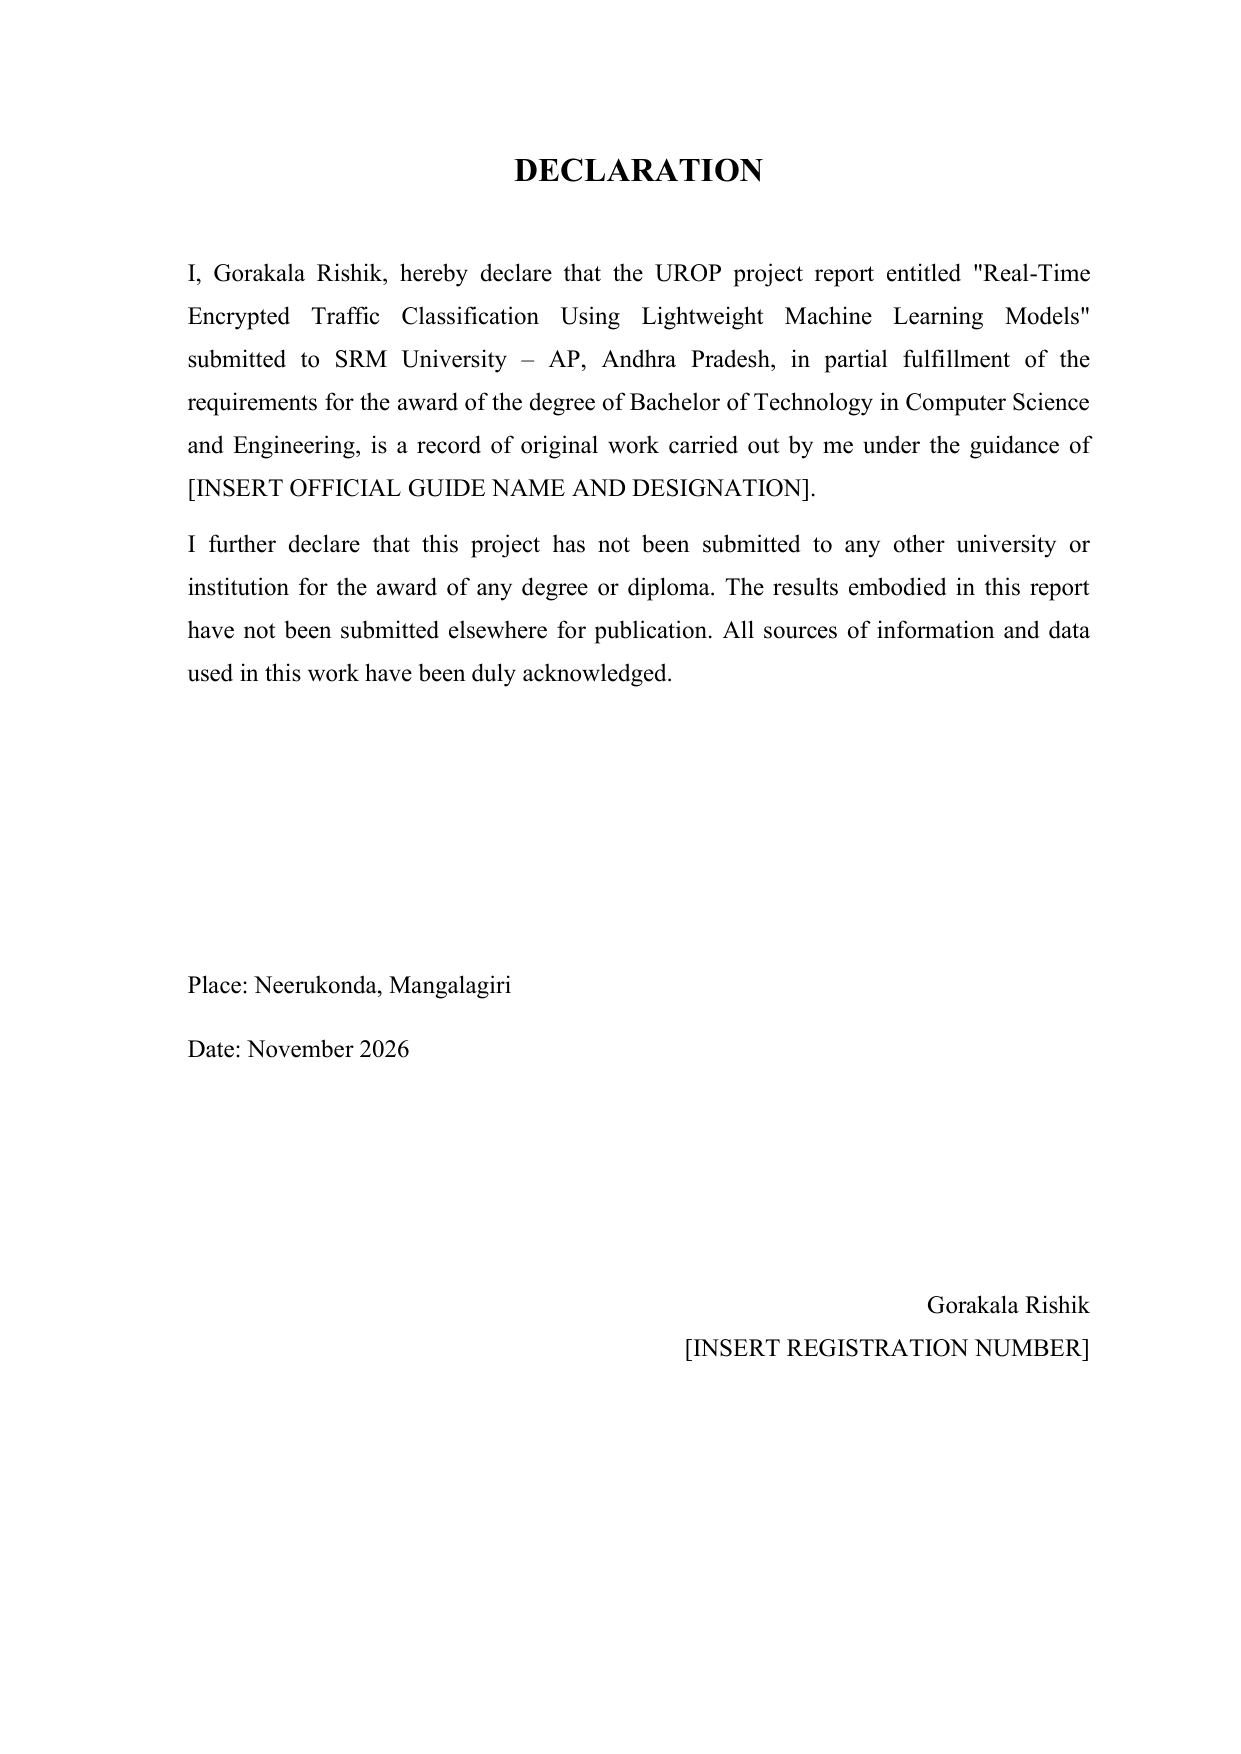 DECLARATION
I, Gorakala Rishik, hereby declare that the UROP project report entitled "Real-Time
Encrypted Traffic Classification Using Lightweight Machine Learning Models"
submitted to SRM University – AP, Andhra Pradesh, in partial fulfillment of the
requirements for the award of the degree of Bachelor of Technology in Computer Science
and Engineering, is a record of original work carried out by me under the guidance of
[INSERT OFFICIAL GUIDE NAME AND DESIGNATION].
I further declare that this project has not been submitted to any other university or
institution for the award of any degree or diploma. The results embodied in this report
have not been submitted elsewhere for publication. All sources of information and data
used in this work have been duly acknowledged.
Place: Neerukonda, Mangalagiri
Date: November 2026
Gorakala Rishik
[INSERT REGISTRATION NUMBER]